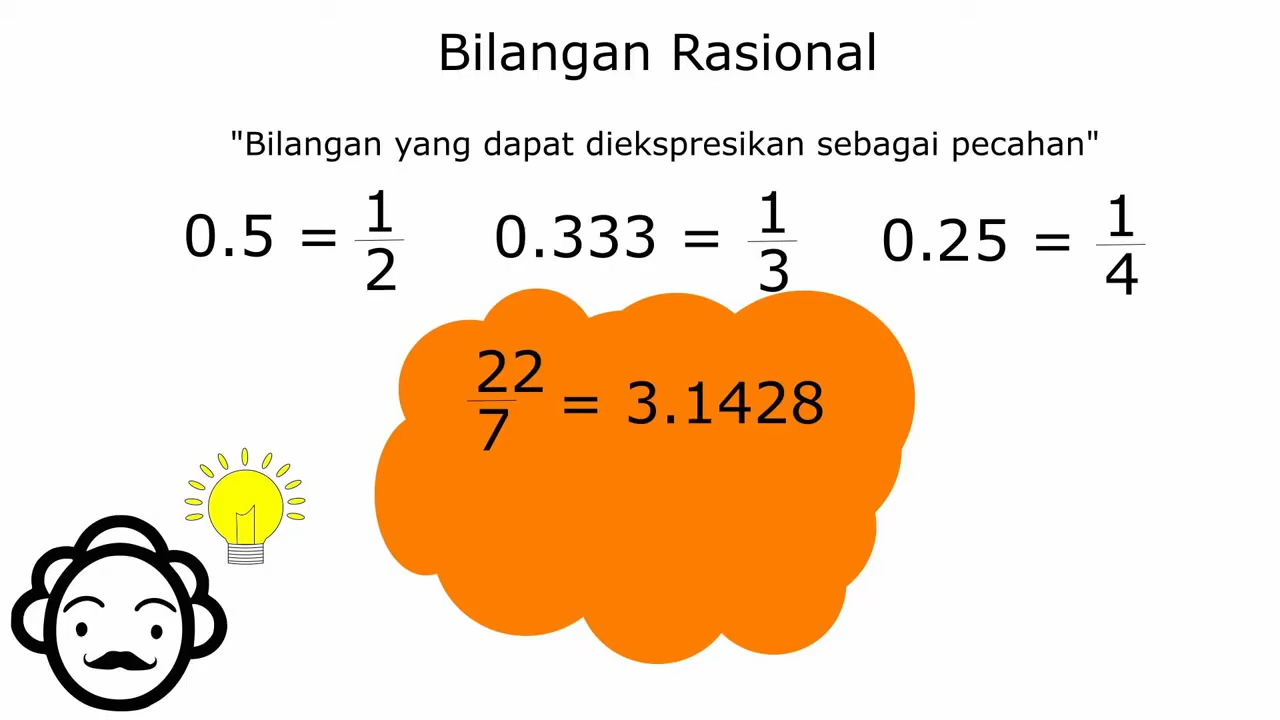 Bilangan Rasional
"Bilangan yang dapat diekspresikan sebagai pecahan"
0.5 = 1/2 0.333 = 1/3 0.25 = 1/4
22/7 = 3.1428